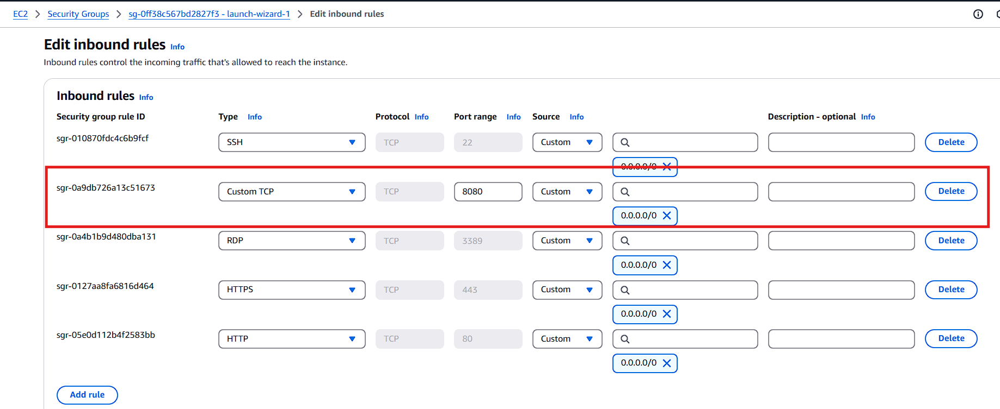 EC2 > Security Groups > sg-0ff38c567bd2827f3 - launch-wizard-1 > Edit inbound rules
Edit inbound rules Info
Inbound rules control the incoming traffic that's allowed to reach the instance.
Inbound rules Info
Security group rule ID Type Info Protocol Info Port range Info Source Info Description - optional Info
sgr-010870fdc4c6b9fcf SSH TCP 22 Custom Delete
0.0.0.0/0
sgr-0a9db726a13c51673 Custom TCP TCP 8080 Custom Delete
0.0.0.0/0
sgr-0a4b1b9d480dba131 RDP TCP 3389 Custom Delete
0.0.0.0/0
sgr-0127aa8fa6816d464 HTTPS TCP 443 Custom Delete
0.0.0.0/0
sgr-05e0d112b4f2583bb HTTP TCP 80 Custom Delete
0.0.0.0/0
Add rule